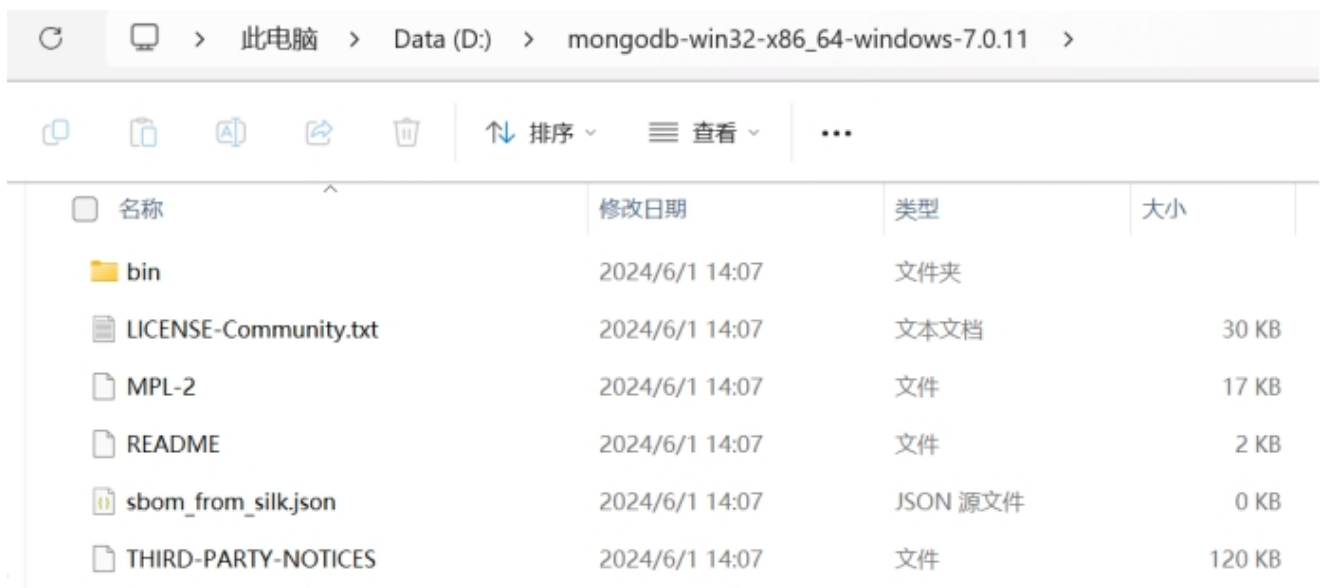 此电脑 > Data (D:) > mongodb-win32-x86_64-windows-7.0.11 >
排序 查看 •••
名称 修改日期 类型 大小
bin 2024/6/1 14:07 文件夹
LICENSE-Community.txt 2024/6/1 14:07 文本文档 30 KB
MPL-2 2024/6/1 14:07 文件 17 KB
README 2024/6/1 14:07 文件 2 KB
sbom_from_silk.json 2024/6/1 14:07 JSON 源文件 0 KB
THIRD-PARTY-NOTICES 2024/6/1 14:07 文件 120 KB